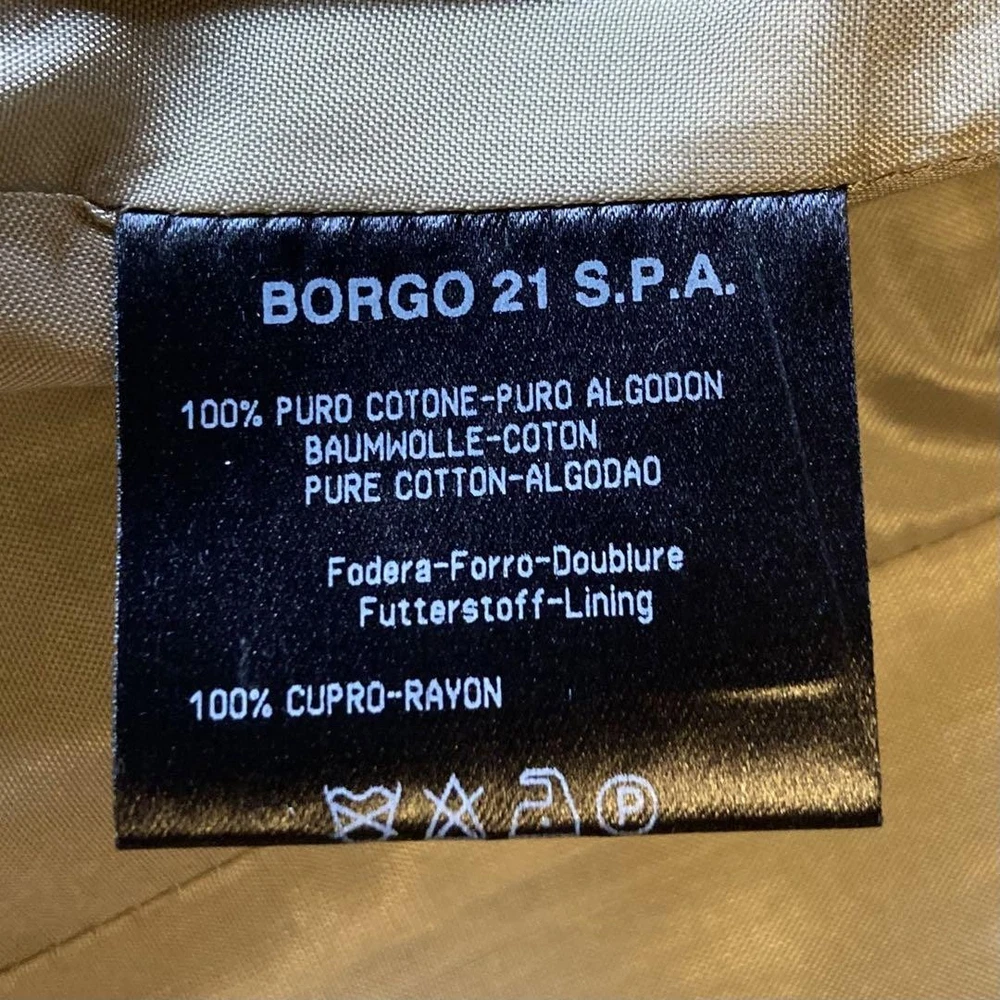 BORGO 21 S.P.A.
100% PURO COTONE-PURO ALGODON
BAUMWOLLE-COTON
PURE COTTON-ALGODAO
Fodera-Forro-Doublure
Futterstoff-Lining
100% CUPRO-RAYON
P